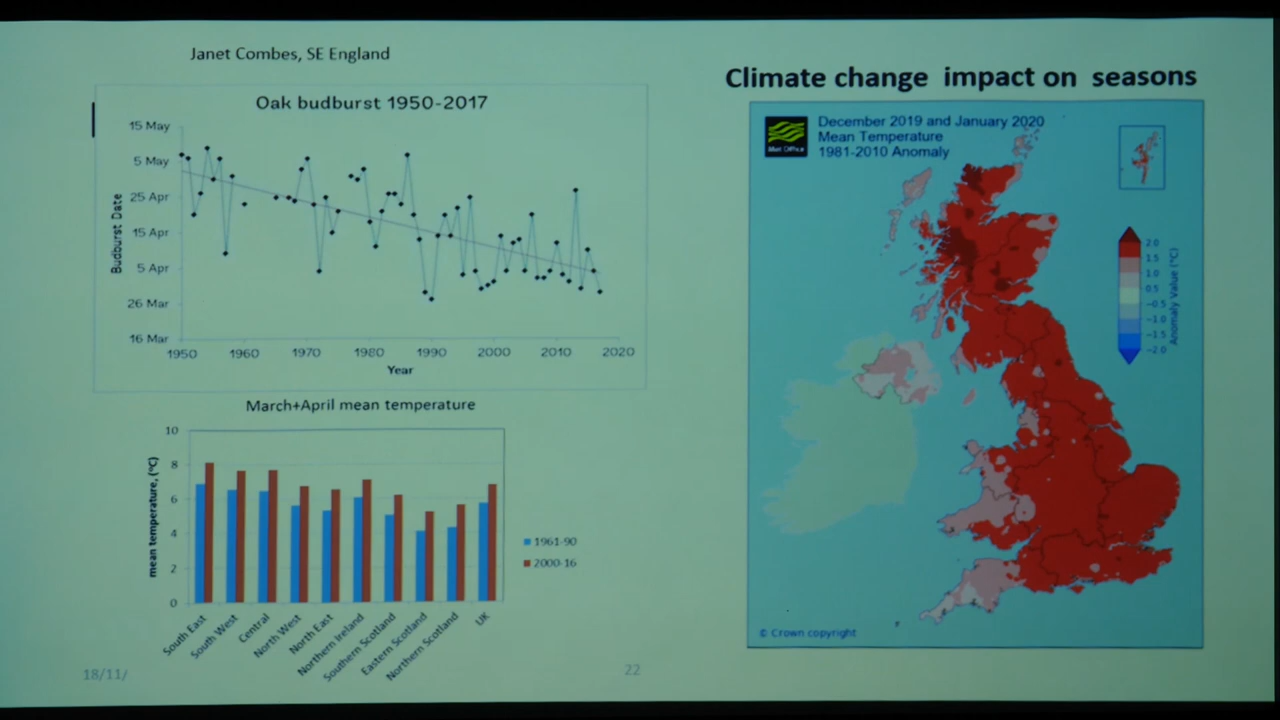 Janet Combes, SE England
Oak budburst 1950-2017
Budburst Date
15 May
5 May
25 Apr
15 Apr
5 Apr
26 Mar
16 Mar
1950 1960 1970 1980 1990 2000 2010 2020
Year
March+April mean temperature
mean temperature, (°C)
10
8
6
4
2
0
South East
South West
Central
North West
North East
Northern Ireland
Southern Scotland
Eastern Scotland
Northern Scotland
UK
1961-90
2000-16
18/11/
22
Climate change impact on seasons
Met Office
December 2019 and January 2020
Mean Temperature
1981-2010 Anomaly
2.0
1.5
1.0
0.5
-0.5
-1.0
-1.5
-2.0
Anomaly Value (°C)
© Crown copyright